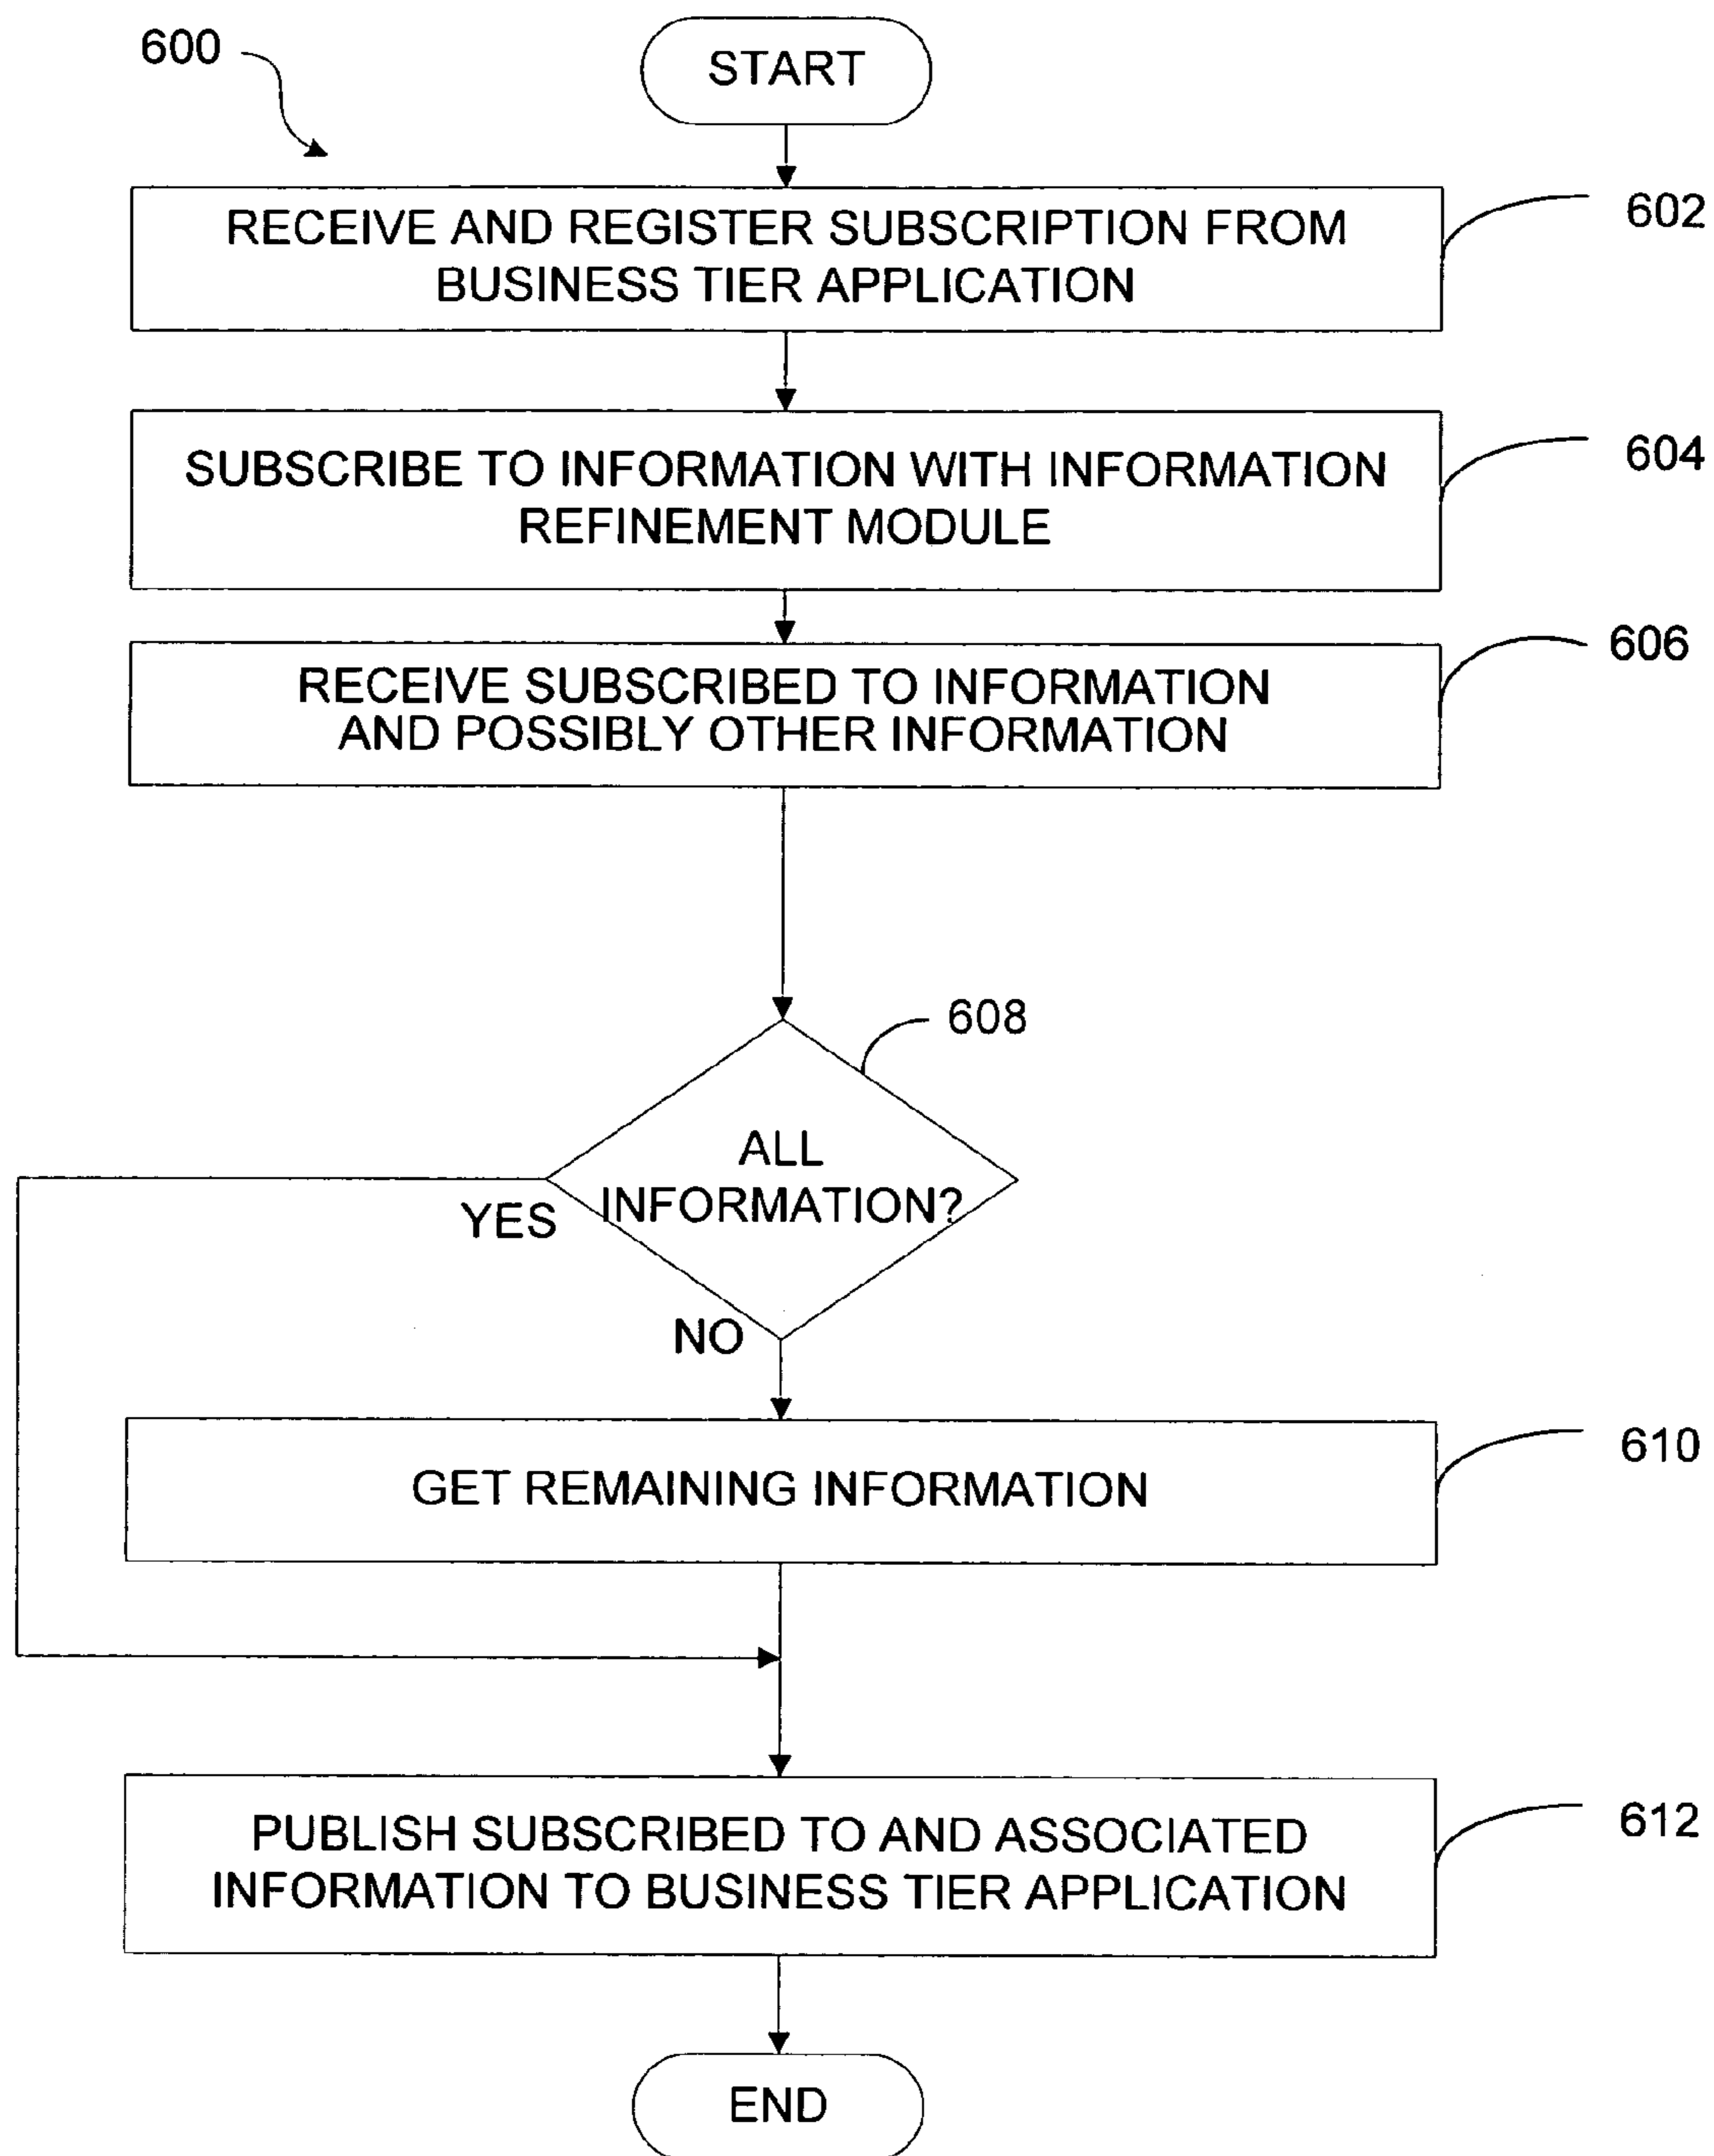 600
START
RECEIVE AND REGISTER SUBSCRIPTION FROM
BUSINESS TIER APPLICATION
602
SUBSCRIBE TO INFORMATION WITH INFORMATION
REFINEMENT MODULE
604
RECEIVE SUBSCRIBED TO INFORMATION
AND POSSIBLY OTHER INFORMATION
606
608
ALL
INFORMATION?
YES
NO
GET REMAINING INFORMATION
610
PUBLISH SUBSCRIBED TO AND ASSOCIATED
INFORMATION TO BUSINESS TIER APPLICATION
612
END